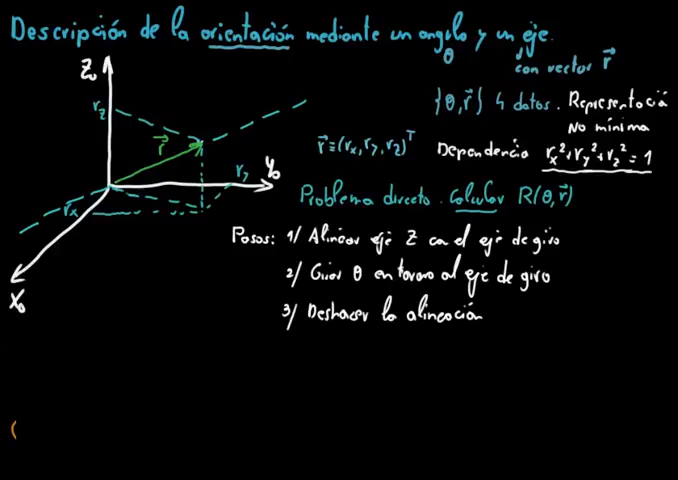 Descripción de la orientación mediante un angulo y un eje.
θ
con vector r⃗
Z₀
r_z
{θ, r⃗} 4 datos. Representació
No mínima
r⃗
r⃗ ≡ (r_x, r_y, r_z)^T
Dependencia r_x² + r_y² + r_z² = 1
r_y
Y₀
Problema directo. Calcular R(θ, r⃗)
r_x
X₀
Pasos: 1/ Alinear eje Z con el eje de giro
2/ Girar θ en torno al eje de giro
3/ Deshacer la alineación
(